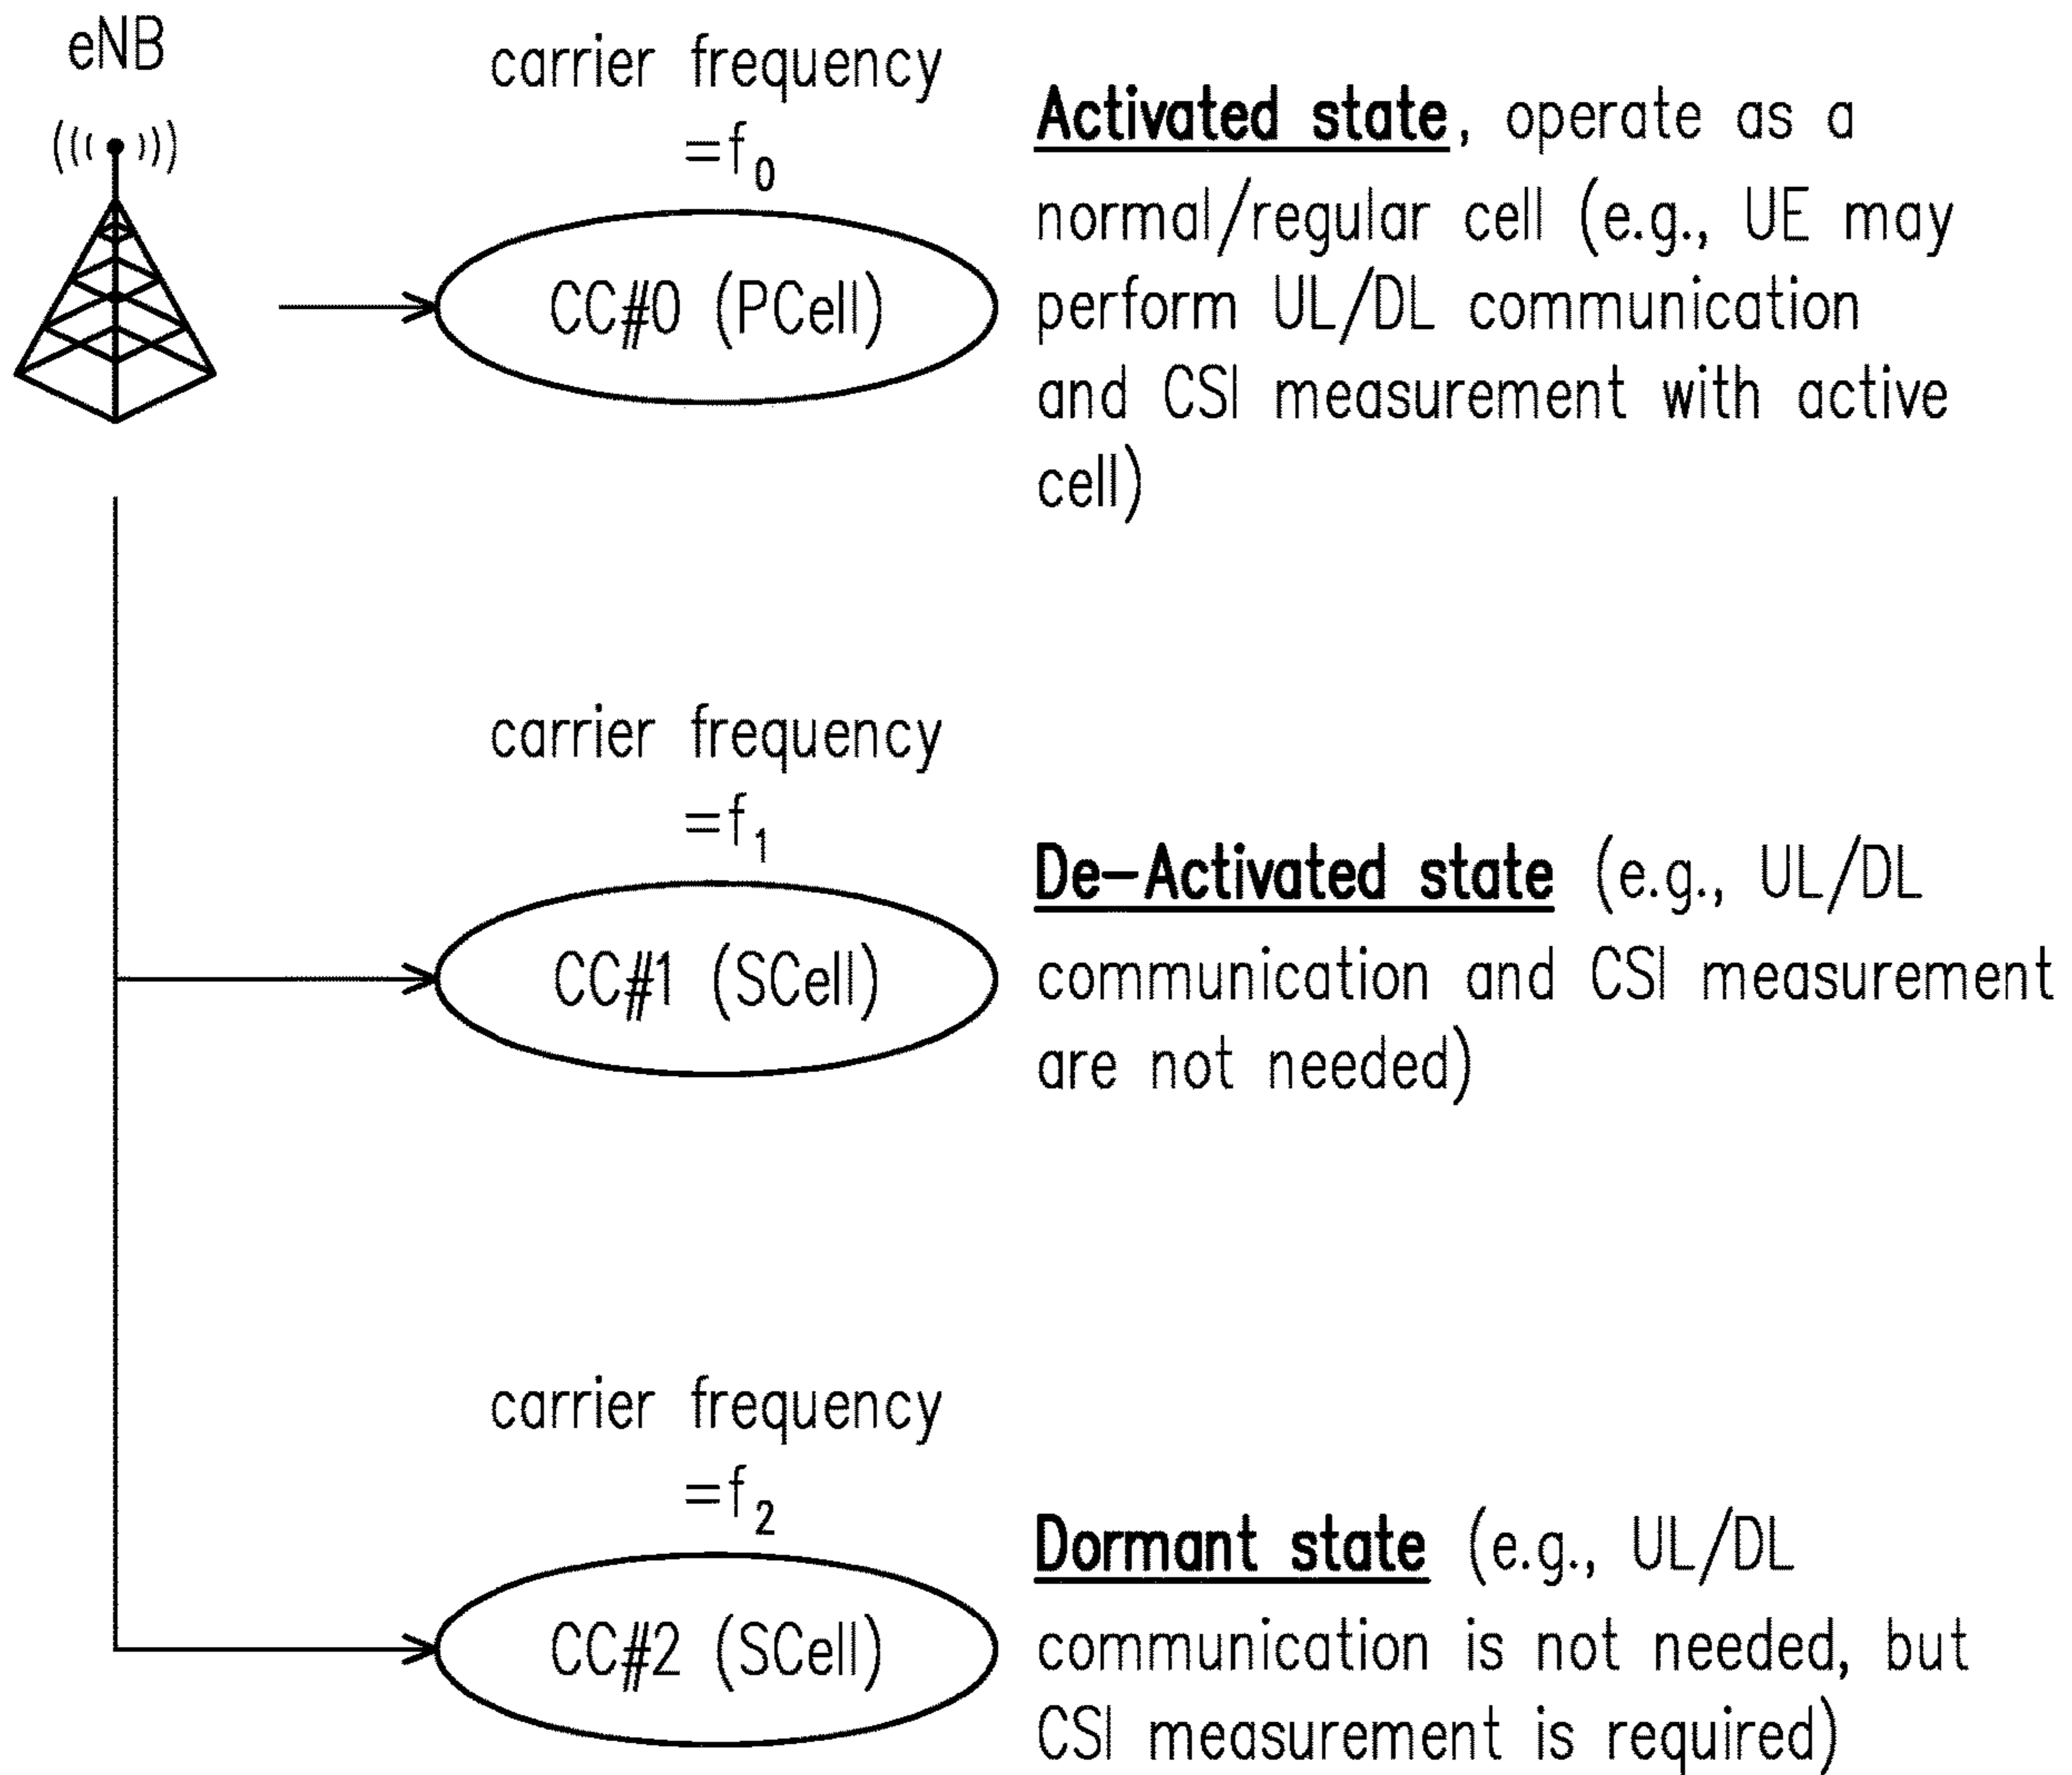 eNB
carrier frequency
=f₀
CC#0 (PCell)
Activated state, operate as a
normal/regular cell (e.g., UE may
perform UL/DL communication
and CSI measurement with active
cell)
carrier frequency
=f₁
CC#1 (SCell)
De-Activated state (e.g., UL/DL
communication and CSI measurement
are not needed)
carrier frequency
=f₂
CC#2 (SCell)
Dormant state (e.g., UL/DL
communication is not needed, but
CSI measurement is required)